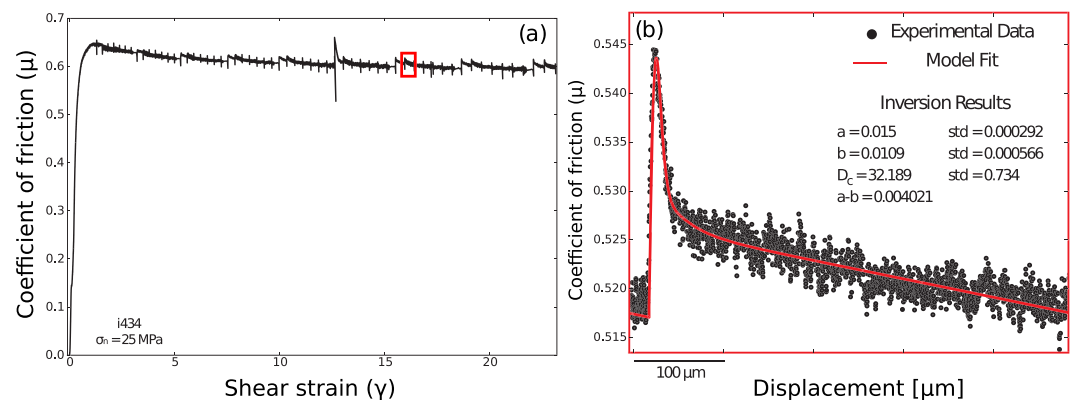 (a)
Coefficient of friction (μ)
0.7
0.6
0.5
0.4
0.3
0.2
0.1
0.0
i434
σn = 25 MPa
0
5
10
15
20
Shear strain (γ)
(b)
Coefficient of friction (μ)
0.545
0.540
0.535
0.530
0.525
0.520
0.515
Experimental Data
Model Fit
Inversion Results
a = 0.015 std = 0.000292
b = 0.0109 std = 0.000566
Dc = 32.189 std = 0.734
a-b = 0.004021
100 μm
Displacement [μm]